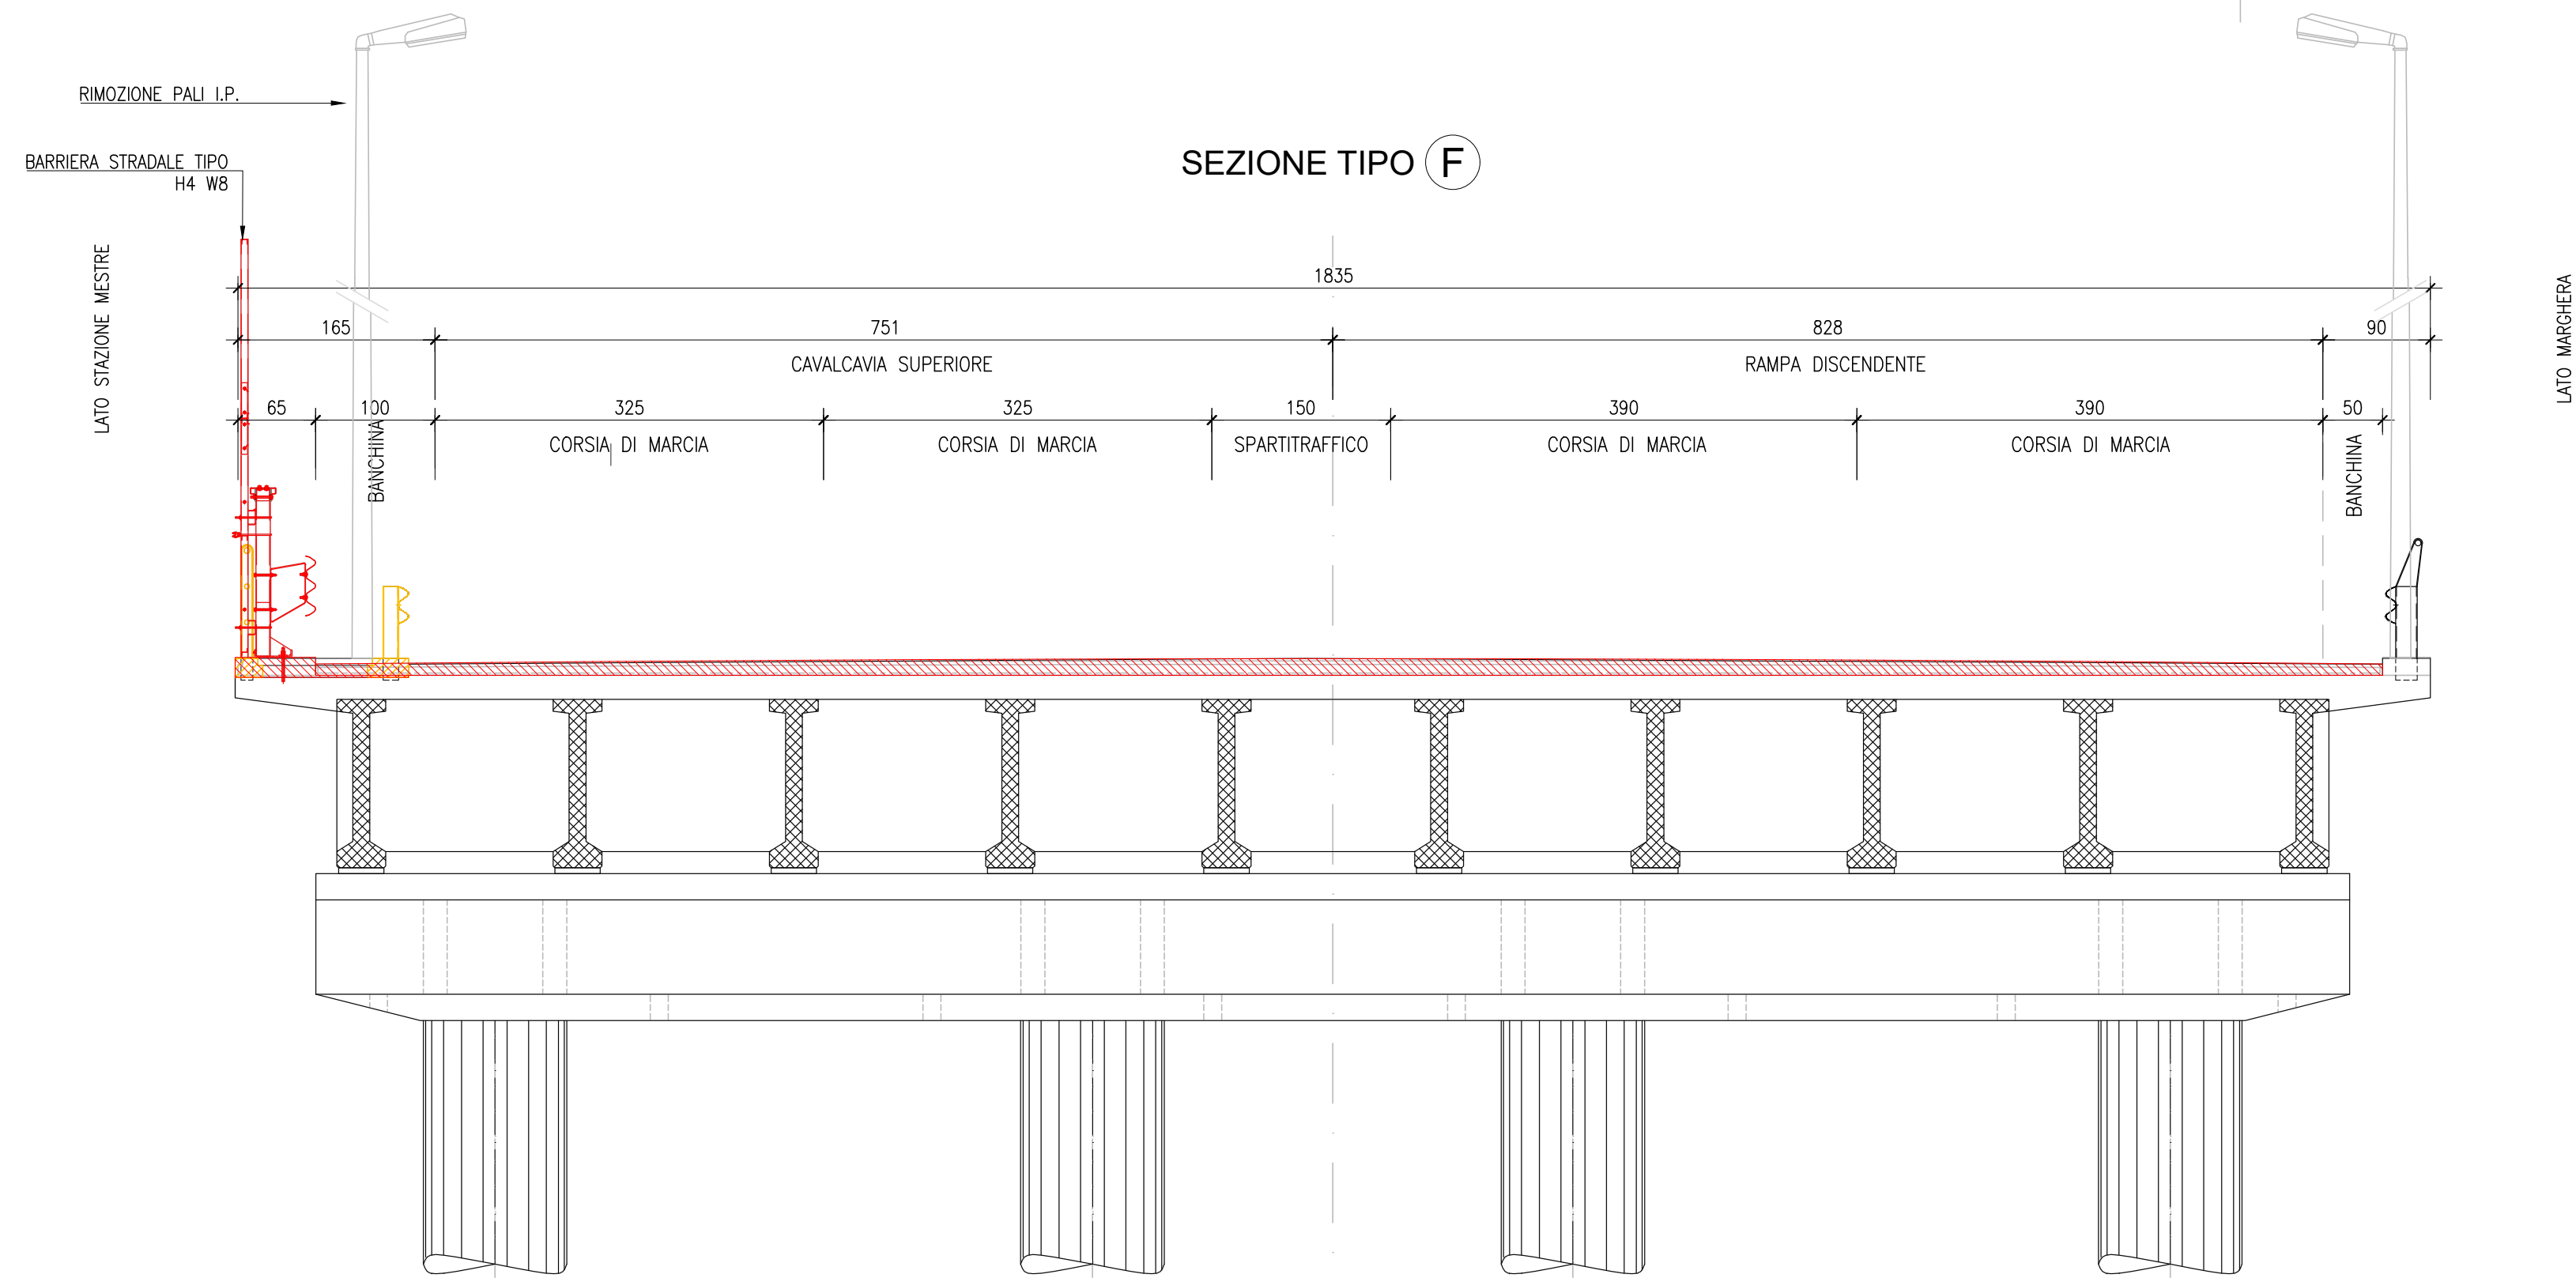 RIMOZIONE PALI I.P.
SEZIONE TIPO F
BARRIERA STRADALE TIPO
H4 W8
LATO STAZIONE MESTRE
LATO MARGHERA
1835
165 751 828 90
CAVALCAVIA SUPERIORE RAMPA DISCENDENTE
65 100 325 325 150 390 390 50
BANCHINA CORSIA DI MARCIA CORSIA DI MARCIA SPARTITRAFFICO CORSIA DI MARCIA CORSIA DI MARCIA BANCHINA